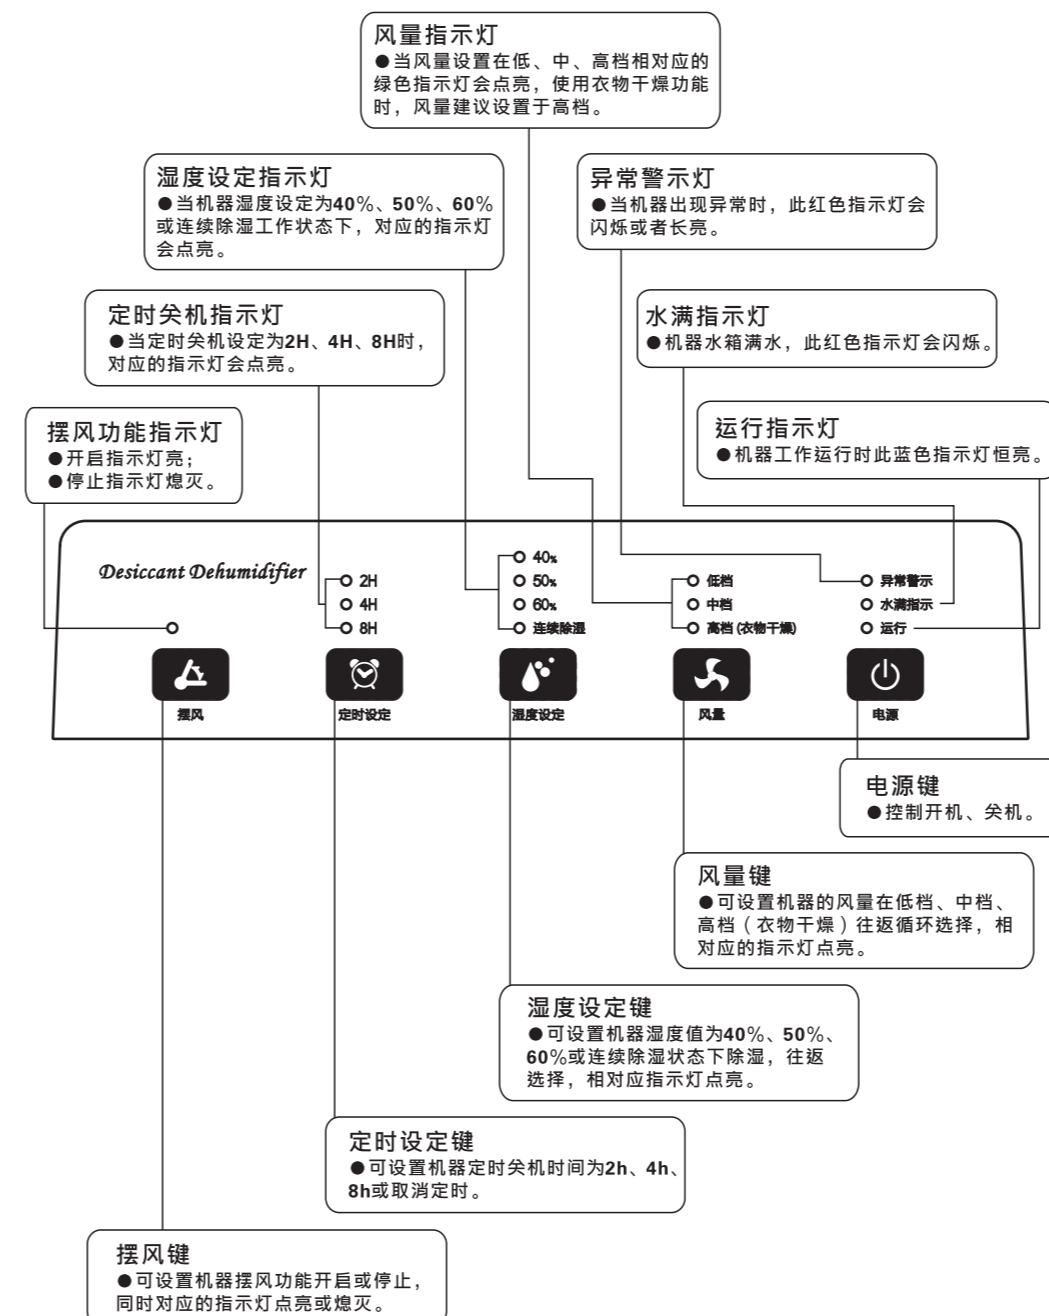 风量指示灯
●当风量设置在低、中、高档相对应的
绿色指示灯会点亮，使用衣物干燥功能
时，风量建议设置于高档。
湿度设定指示灯
●当机器湿度设定为40%、50%、60%
或连续除湿工作状态下，对应的指示灯
会点亮。
异常警示灯
●当机器出现异常时，此红色指示灯会
闪烁或者长亮。
定时关机指示灯
●当定时关机设定为2H、4H、8H时，
对应的指示灯会点亮。
水满指示灯
●机器水箱满水，此红色指示灯会闪烁。
摆风功能指示灯
●开启指示灯亮；
●停止指示灯熄灭。
运行指示灯
●机器工作运行时此蓝色指示灯恒亮。
Desiccant Dehumidifier
2H
4H
8H
40%
50%
60%
连续除湿
低档
中档
高档(衣物干燥)
异常警示
水满指示
运行
摆风
定时设定
湿度设定
风量
电源
电源键
●控制开机、关机。
风量键
●可设置机器的风量在低档、中档、
高档（衣物干燥）往返循环选择，相
对应的指示灯点亮。
湿度设定键
●可设置机器湿度值为40%、50%、
60%或连续除湿状态下除湿，往返
选择，相对应指示灯点亮。
定时设定键
●可设置机器定时关机时间为2h、4h、
8h或取消定时。
摆风键
●可设置机器摆风功能开启或停止，
同时对应的指示灯点亮或熄灭。